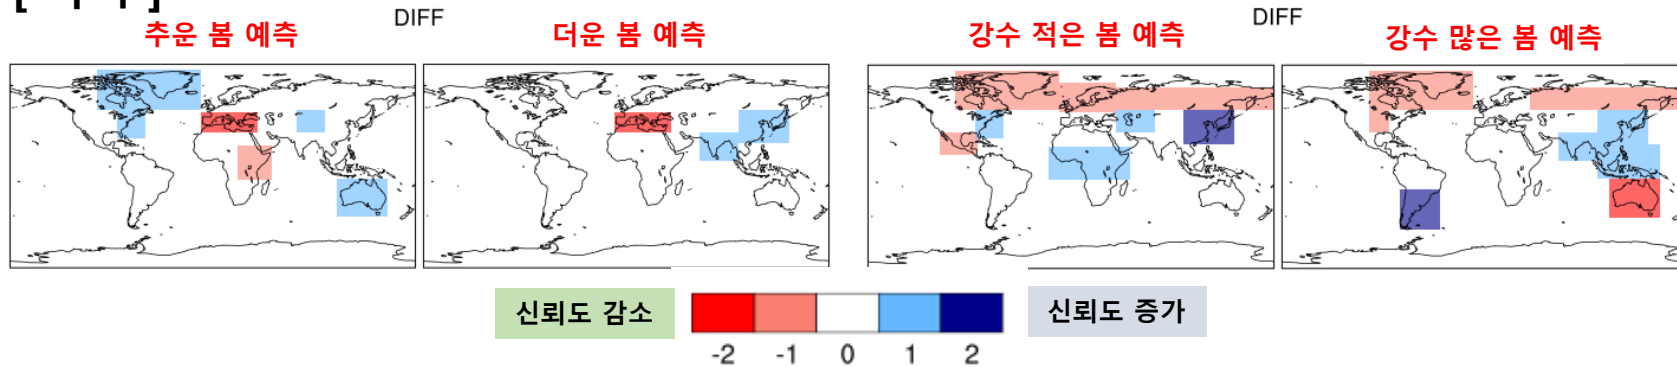 DIFF
DIFF
추운 봄 예측
더운 봄 예측
강수 적은 봄 예측
강수 많은 봄 예측
신뢰도 감소
신뢰도 증가
-2 -1 0 1 2